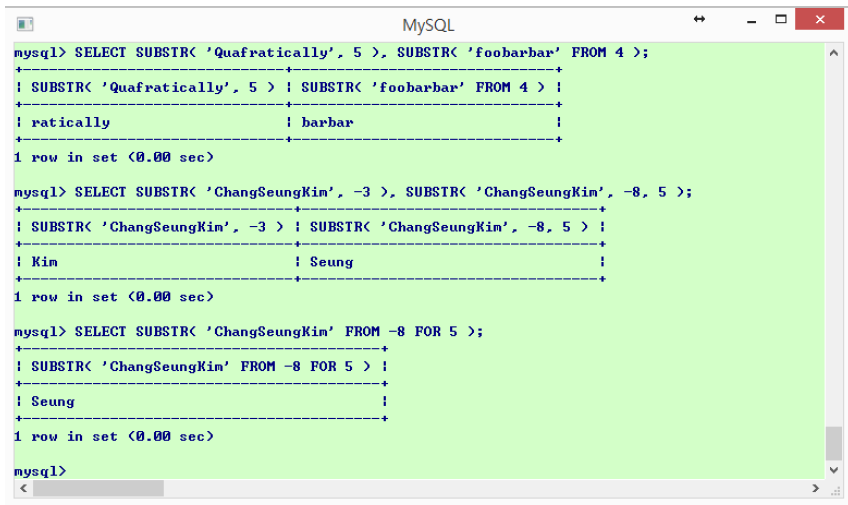 MySQL
mysql> SELECT SUBSTR( 'Quafratically', 5 ), SUBSTR( 'foobarbar' FROM 4 );
+------------------------------+------------------------------+
| SUBSTR( 'Quafratically', 5 ) | SUBSTR( 'foobarbar' FROM 4 ) |
+------------------------------+------------------------------+
| ratically                    | barbar                       |
+------------------------------+------------------------------+
1 row in set (0.00 sec)
mysql> SELECT SUBSTR( 'ChangSeungKim', -3 ), SUBSTR( 'ChangSeungKim', -8, 5 );
+-------------------------------+----------------------------------+
| SUBSTR( 'ChangSeungKim', -3 ) | SUBSTR( 'ChangSeungKim', -8, 5 ) |
+-------------------------------+----------------------------------+
| Kim                           | Seung                            |
+-------------------------------+----------------------------------+
1 row in set (0.00 sec)
mysql> SELECT SUBSTR( 'ChangSeungKim' FROM -8 FOR 5 );
+-----------------------------------------+
| SUBSTR( 'ChangSeungKim' FROM -8 FOR 5 ) |
+-----------------------------------------+
| Seung                                   |
+-----------------------------------------+
1 row in set (0.00 sec)
mysql>